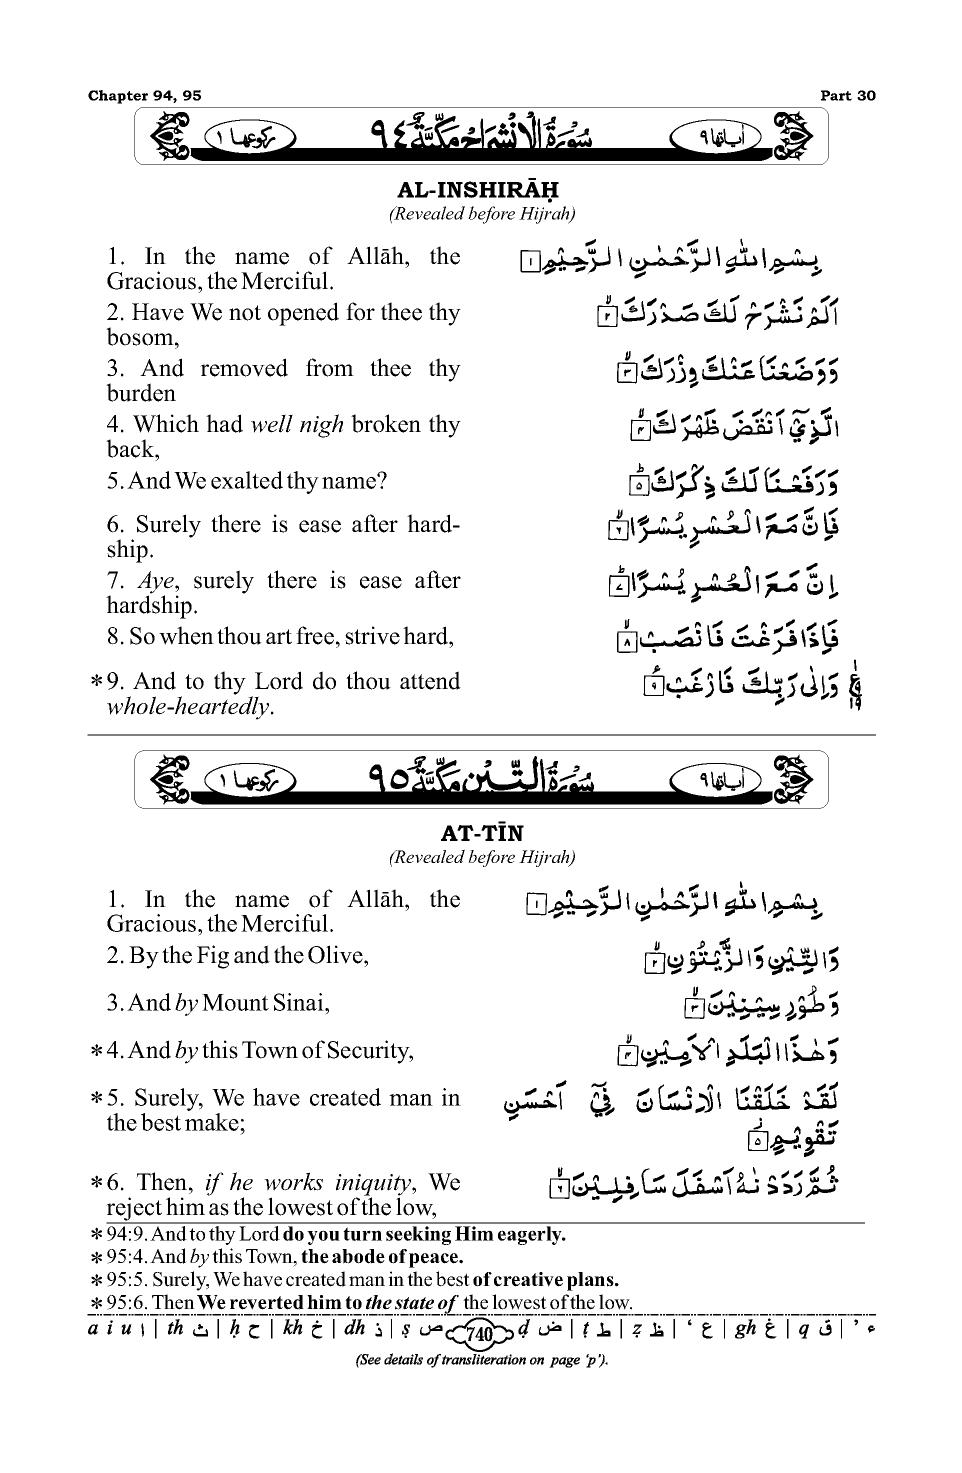 Chapter 94, 95 Part 30
رکوعها ١ سُوْرَةُ الْاِنْشِرَاحِ مَكِّيَّةٌ ٩٤ اٰیاتها ٩
AL-INSHIRĀḤ
(Revealed before Hijrah)
1. In the name of Allāh, the
Gracious, the Merciful.
بِسْمِ اللّٰهِ الرَّحْمٰنِ الرَّحِيْمِ ١
2. Have We not opened for thee thy
bosom,
اَلَمْ نَشْرَحْ لَكَ صَدْرَكَ ٢
3. And removed from thee thy
burden
وَوَضَعْنَا عَنْكَ وِزْرَكَ ٣
4. Which had well nigh broken thy
back,
الَّذِيْٓ اَنْقَضَ ظَهْرَكَ ٤
5. And We exalted thy name?
وَرَفَعْنَا لَكَ ذِكْرَكَ ٥
6. Surely there is ease after hard-
ship.
فَاِنَّ مَعَ الْعُسْرِ يُسْرًا ٦
7. Aye, surely there is ease after
hardship.
اِنَّ مَعَ الْعُسْرِ يُسْرًا ٧
8. So when thou art free, strive hard,
فَاِذَا فَرَغْتَ فَانْصَبْ ٨
* 9. And to thy Lord do thou attend
whole-heartedly.
وَاِلٰى رَبِّكَ فَارْغَبْ ٩
رکوعها ١ سُوْرَةُ التِّيْنِ مَكِّيَّةٌ ٩٥ اٰیاتها ٩
AT-TĪN
(Revealed before Hijrah)
1. In the name of Allāh, the
Gracious, the Merciful.
بِسْمِ اللّٰهِ الرَّحْمٰنِ الرَّحِيْمِ ١
2. By the Fig and the Olive,
وَالتِّيْنِ وَالزَّيْتُوْنِ ٢
3. And by Mount Sinai,
وَطُوْرِ سِيْنِيْنَ ٣
* 4. And by this Town of Security,
وَهٰذَا الْبَلَدِ الْاَمِيْنِ ٤
* 5. Surely, We have created man in
the best make;
لَقَدْ خَلَقْنَا الْاِنْسَانَ فِيْٓ اَحْسَنِ
تَقْوِيْمٍ ٥
* 6. Then, if he works iniquity, We
reject him as the lowest of the low,
ثُمَّ رَدَدْنٰهُ اَسْفَلَ سَافِلِيْنَ ٦
* 94:9. And to thy Lord do you turn seeking Him eagerly.
* 95:4. And by this Town, the abode of peace.
* 95:5. Surely, We have created man in the best of creative plans.
* 95:6. Then We reverted him to the state of the lowest of the low.
a i u ا | th ث | ḥ ح | kh خ | dh ذ | ṣ ص 740 ḍ ض | ṭ ط | ẓ ظ | ‘ ع | gh غ | q ق | ’ ء
(See details of transliteration on page ‘p’).